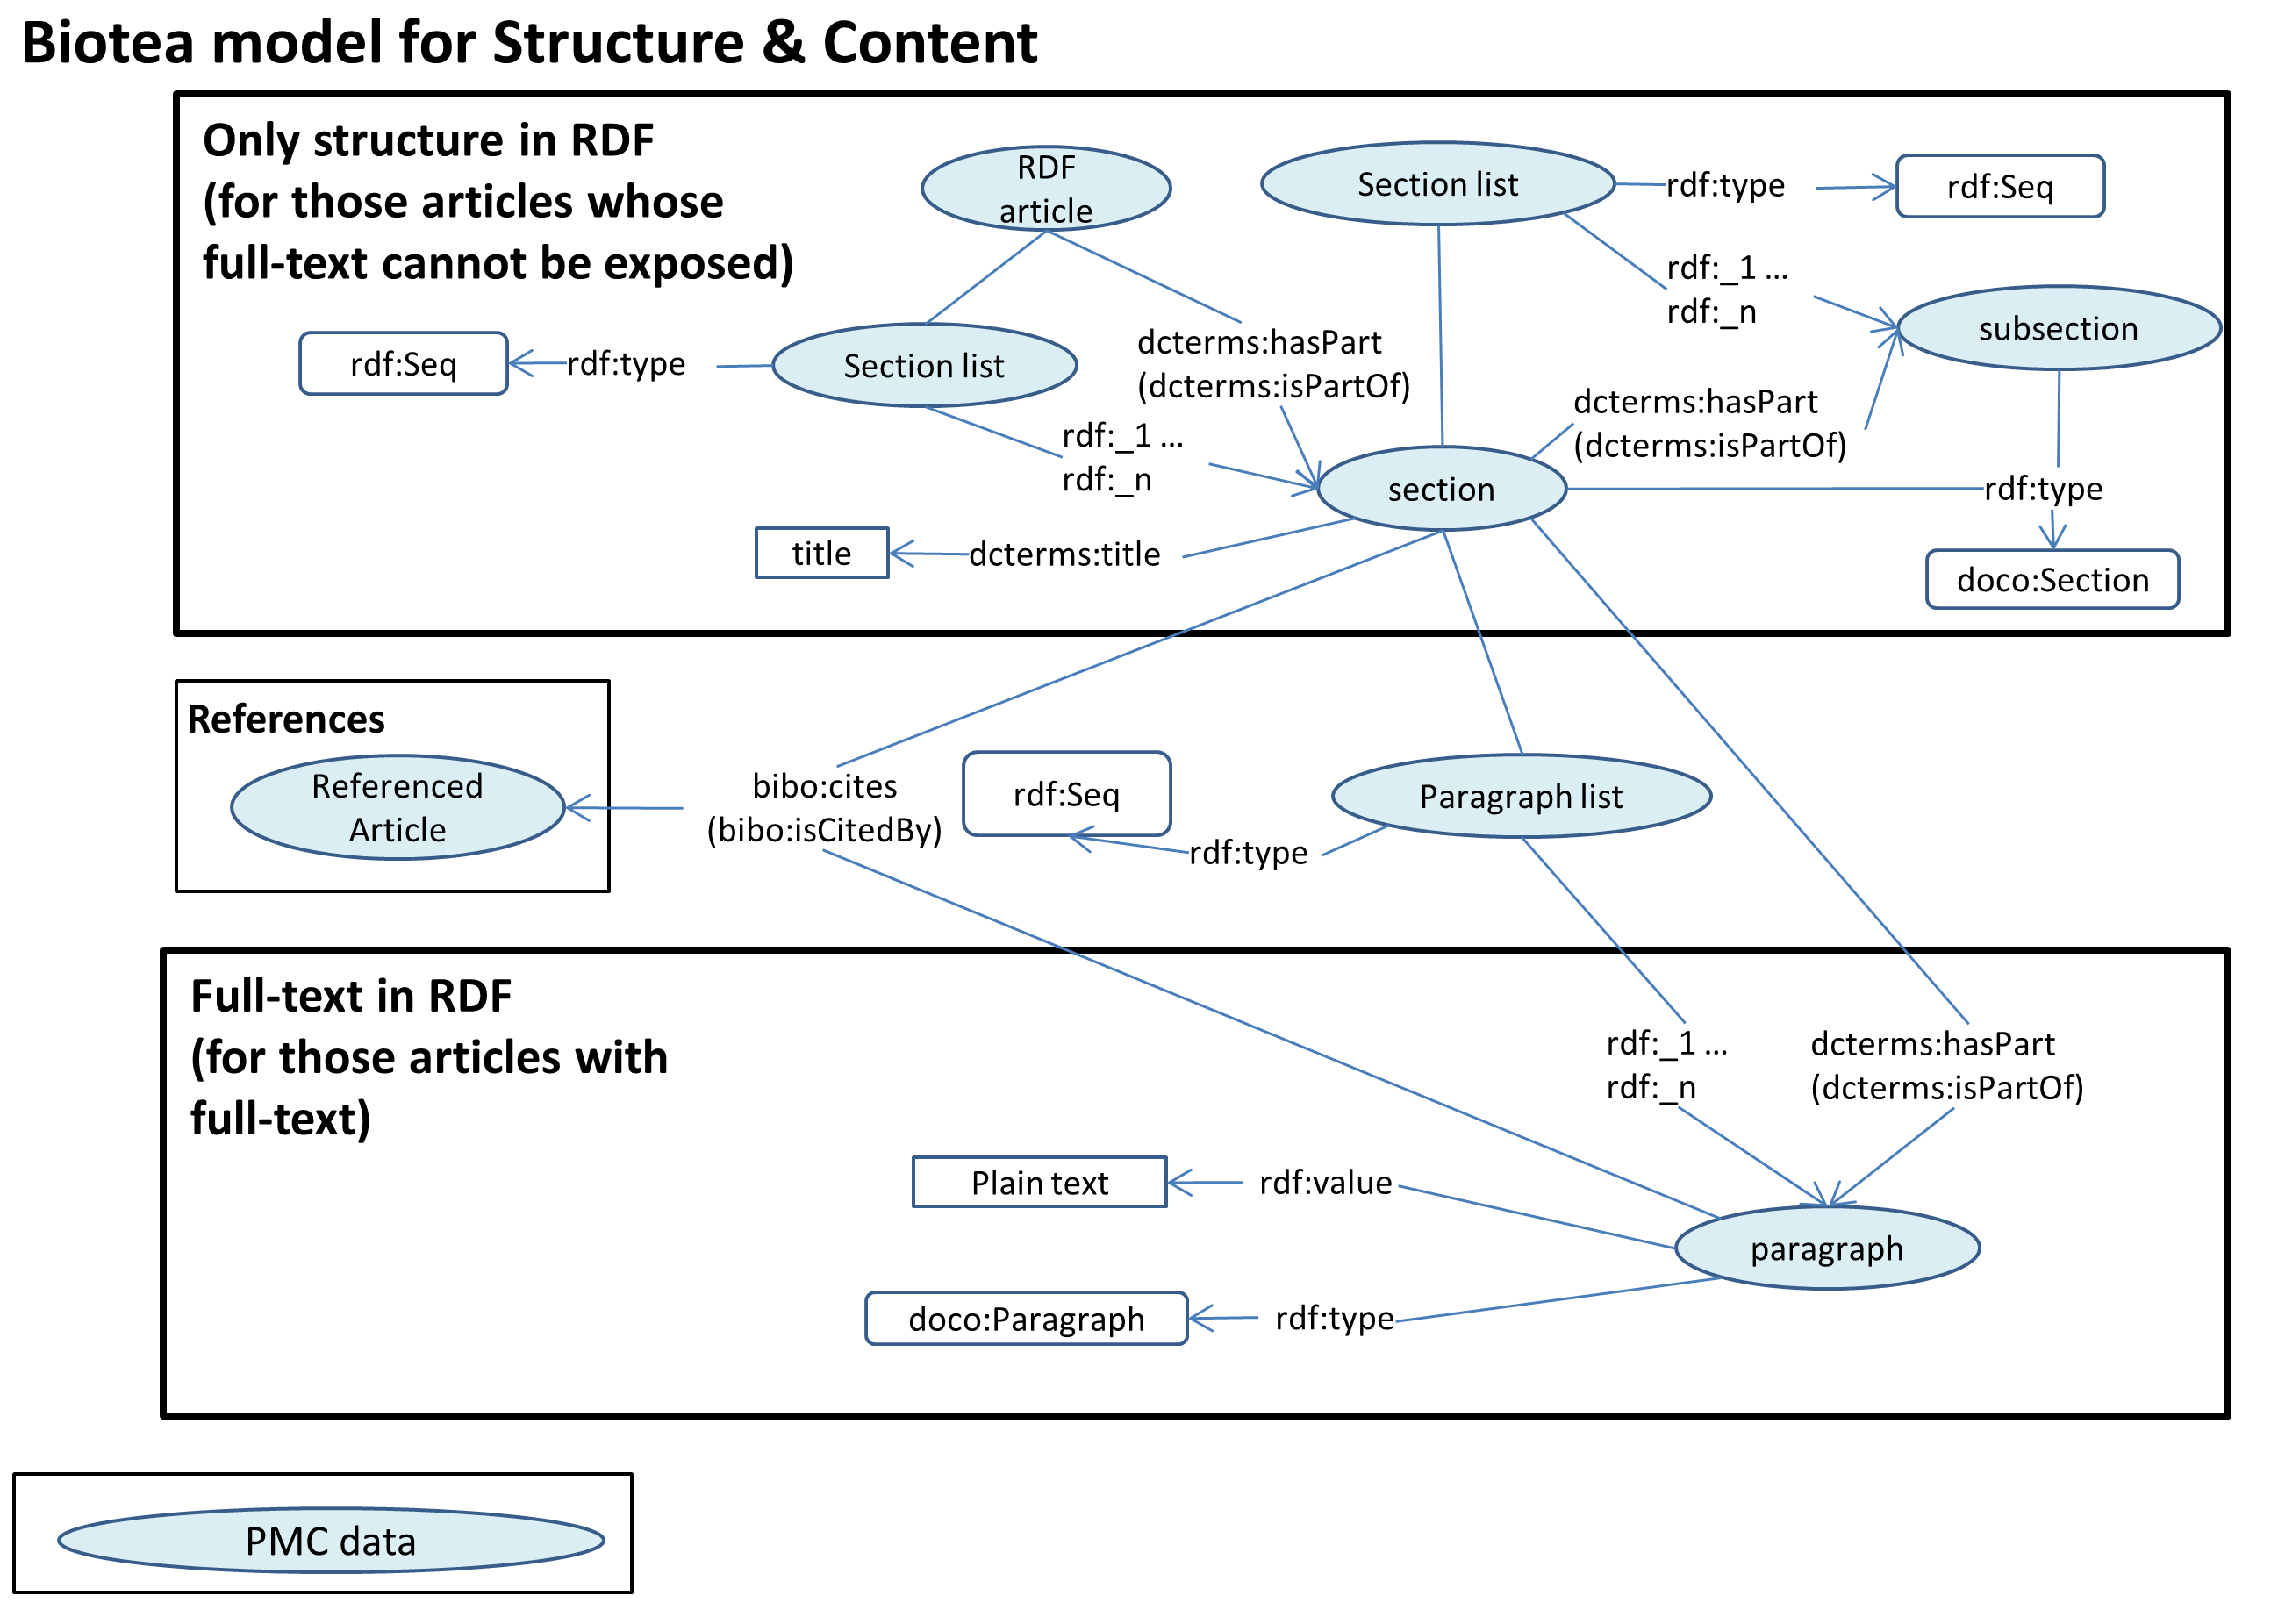 Biotea model for Structure & Content
Only structure in RDF
(for those articles whose
full-text cannot be exposed)
RDF
article
Section list
rdf:type
rdf:Seq
rdf:_1 ...
rdf:_n
subsection
rdf:Seq
rdf:type
Section list
dcterms:hasPart
(dcterms:isPartOf)
dcterms:hasPart
(dcterms:isPartOf)
rdf:_1 ...
rdf:_n
section
rdf:type
title
dcterms:title
doco:Section
References
Referenced
Article
bibo:cites
(bibo:isCitedBy)
rdf:Seq
Paragraph list
rdf:type
Full-text in RDF
(for those articles with
full-text)
rdf:_1 ...
rdf:_n
dcterms:hasPart
(dcterms:isPartOf)
Plain text
rdf:value
paragraph
doco:Paragraph
rdf:type
PMC data